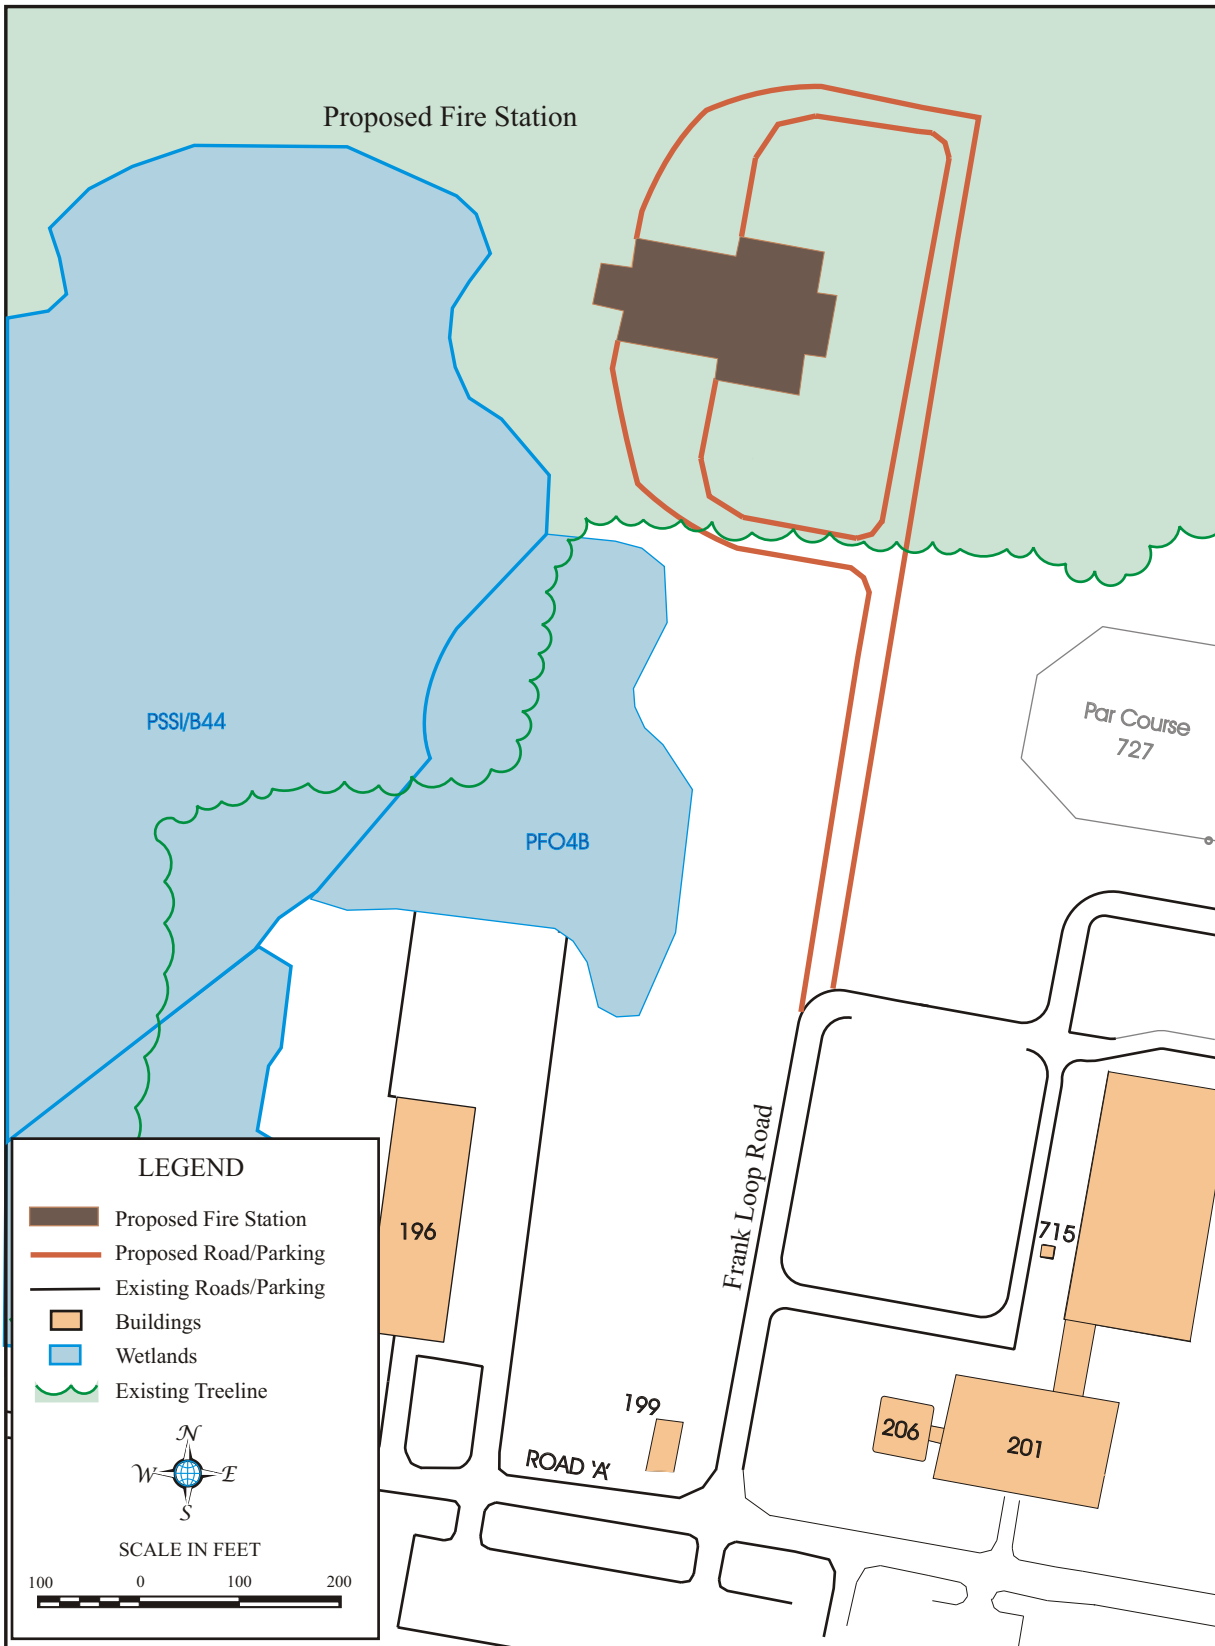 Proposed Fire Station
PSSI/B44
Par Course
727
PFO4B
Frank Loop Road
715
196
199
206
201
ROAD 'A'
LEGEND
Proposed Fire Station
Proposed Road/Parking
Existing Roads/Parking
Buildings
Wetlands
Existing Treeline
N
W E
S
SCALE IN FEET
100 0 100 200